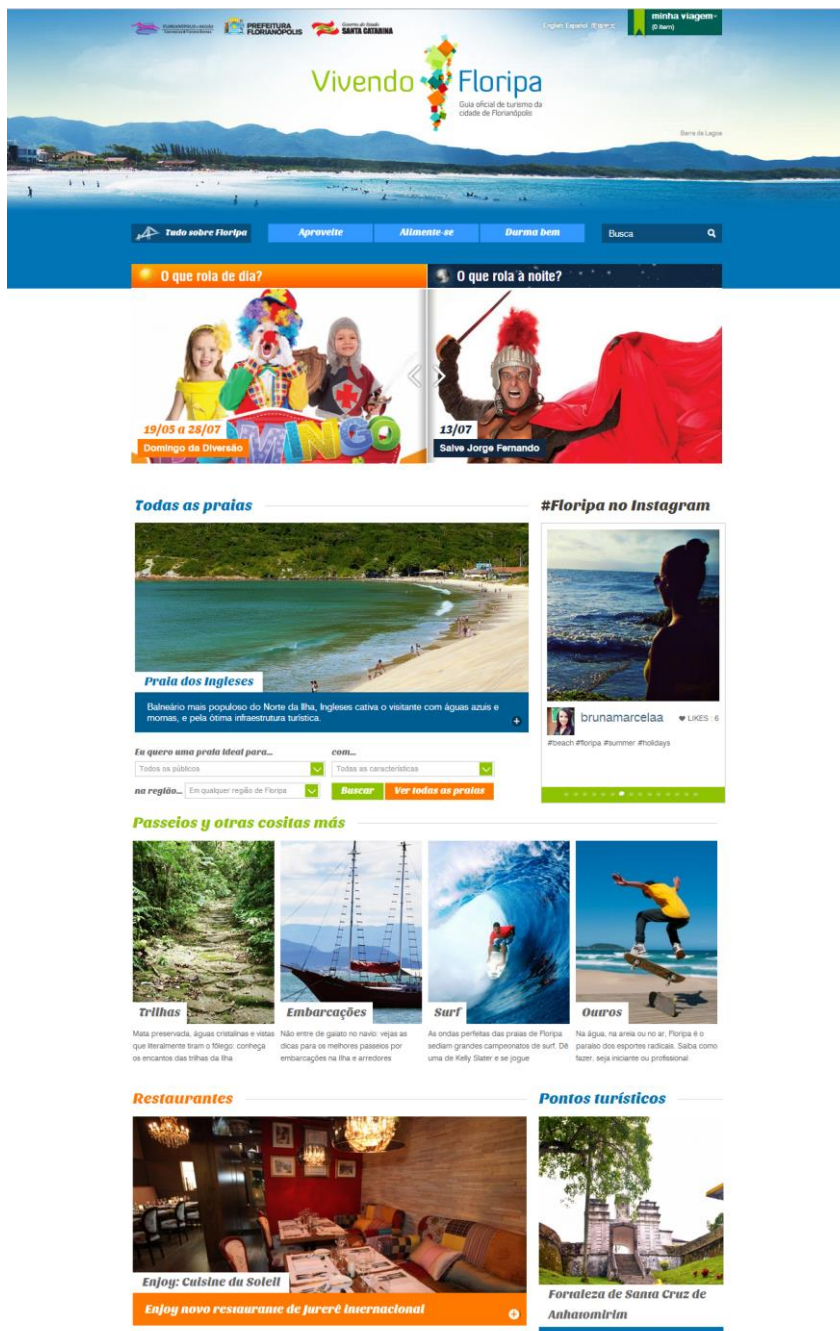 PREFEITURA
FLORIANÓPOLIS
Governo do Estado
SANTA CATARINA
English Español
minha viagem
(0 item)
Vivendo Floripa
Guia oficial de turismo da
cidade de Florianópolis
Barra da Lagoa
Tudo sobre Floripa
Aproveite
Alimente-se
Durma bem
Busca
O que rola de dia?
O que rola à noite?
DOMINGO
19/05 a 28/07
Domingo da Diversão
13/07
Salve Jorge Fernando
Todas as praias
#Floripa no Instagram
Praia dos Ingleses
Balneário mais populoso do Norte da Ilha, Ingleses cativa o visitante com águas azuis e
mornas, e pela ótima infraestrutura turística.
brunamarcelaa
LIKES : 6
#beach #floripa #summer #holidays
Eu quero uma praia ideal para...
com...
Todos os públicos
Todas as características
na região...
Em qualquer região de Floripa
Buscar
Ver todas as praias
Passeios y otras cositas más
Trilhas
Embarcações
Surf
Outros
Mata preservada, águas cristalinas e vistas
que literalmente tiram o fôlego: conheça
os encantos das trilhas da Ilha
Não entre de gaiato no navio: vejas as
dicas para os melhores passeios por
embarcações na Ilha e arredores
As ondas perfeitas das praias de Floripa
sediam grandes campeonatos de surf. Dê
uma de Kelly Slater e se jogue
Na água, na areia ou no ar, Floripa é o
paraíso dos esportes radicais. Saiba como
fazer, seja iniciante ou profissional
Restaurantes
Pontos turísticos
Enjoy: Cuisine du Soleil
Enjoy novo restaurante de Jurerê Internacional
Fortaleza de Santa Cruz de
Anhatomirim